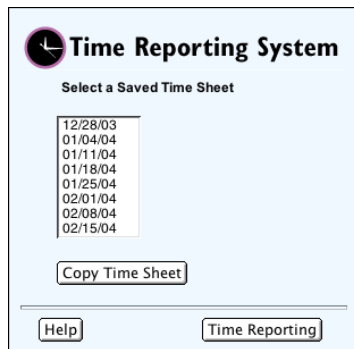 Time Reporting System
Select a Saved Time Sheet
12/28/03
01/04/04
01/11/04
01/18/04
01/25/04
02/01/04
02/08/04
02/15/04
Copy Time Sheet
Help Time Reporting